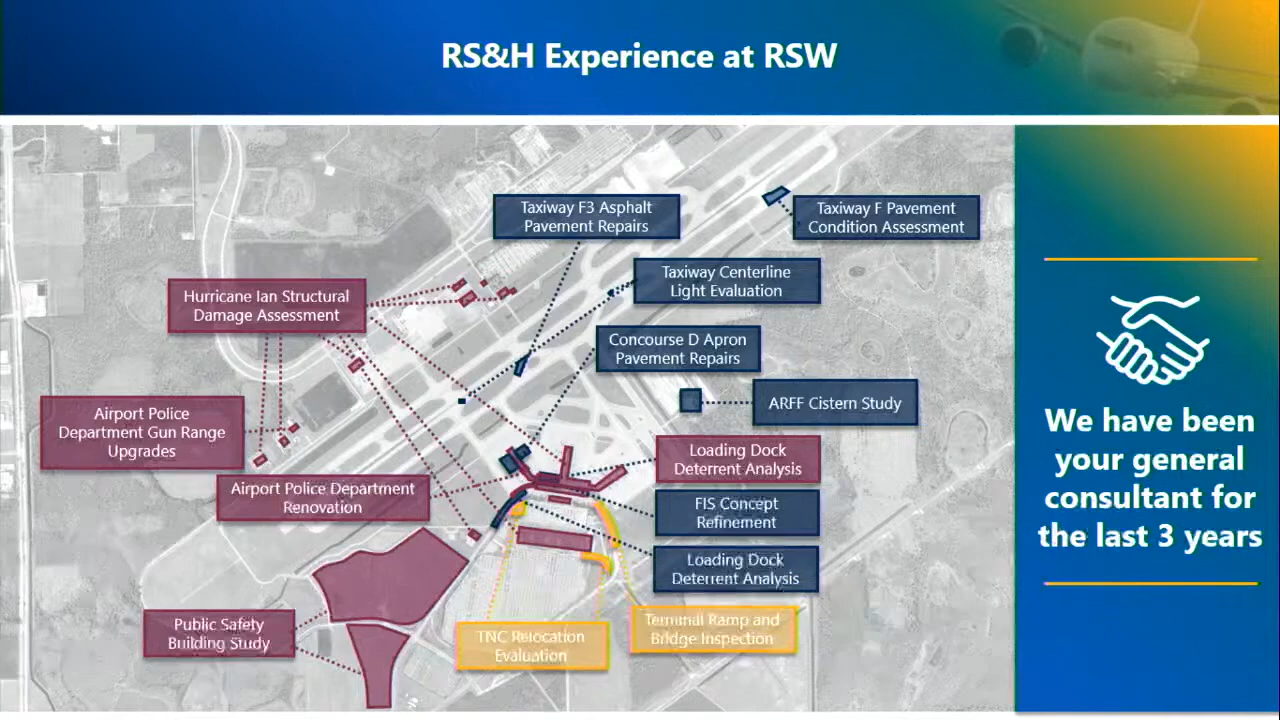 RS&H Experience at RSW
Taxiway F3 Asphalt
Pavement Repairs
Taxiway F Pavement
Condition Assessment
Taxiway Centerline
Light Evaluation
Hurricane Ian Structural
Damage Assessment
Concourse D Apron
Pavement Repairs
ARFF Cistern Study
Airport Police
Department Gun Range
Upgrades
Loading Dock
Deterrent Analysis
Airport Police Department
Renovation
FIS Concept
Refinement
Loading Dock
Deterrent Analysis
Public Safety
Building Study
TNC Relocation
Evaluation
Terminal Ramp and
Bridge Inspection
We have been
your general
consultant for
the last 3 years